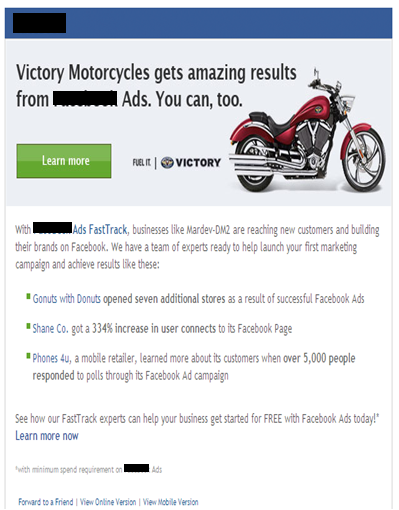 Victory Motorcycles gets amazing results
from Ads. You can, too.
Learn more
FUEL IT. VICTORY
With Ads FastTrack, businesses like Mardev-DM2 are reaching new customers and building
their brands on Facebook. We have a team of experts ready to help launch your first marketing
campaign and achieve results like these:
Gonuts with Donuts opened seven additional stores as a result of successful Facebook Ads
Shane Co. got a 334% increase in user connects to its Facebook Page
Phones 4u, a mobile retailer, learned more about its customers when over 5,000 people
responded to polls through its Facebook Ad campaign
See how our FastTrack experts can help your business get started for FREE with Facebook Ads today!*
Learn more now
*with minimum spend requirement on Ads
Forward to a Friend | View Online Version | View Mobile Version